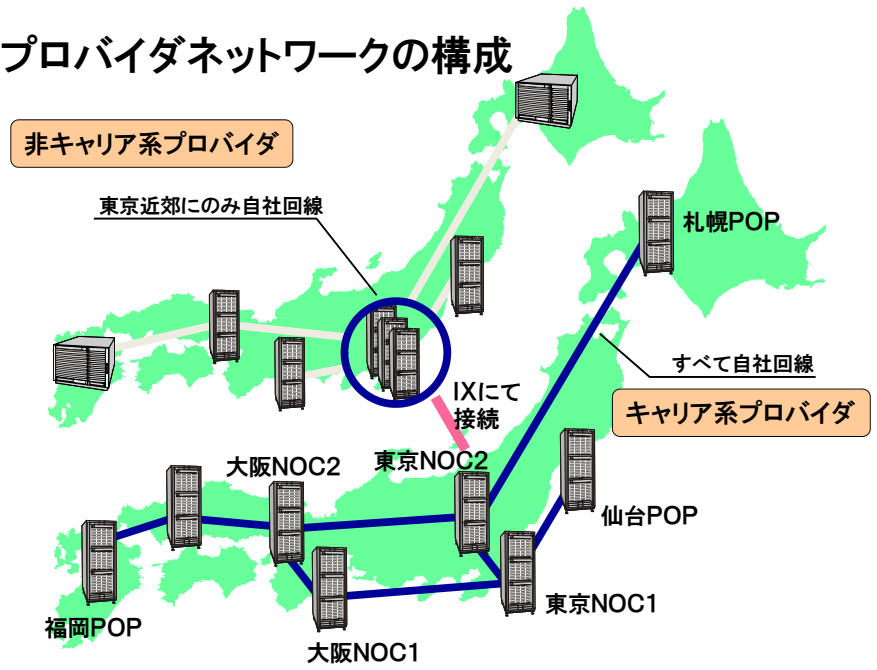 プロバイダネットワークの構成
非キャリア系プロバイダ
東京近郊にのみ自社回線
札幌POP
すべて自社回線
IXにて
接続
キャリア系プロバイダ
大阪NOC2
東京NOC2
仙台POP
東京NOC1
福岡POP
大阪NOC1